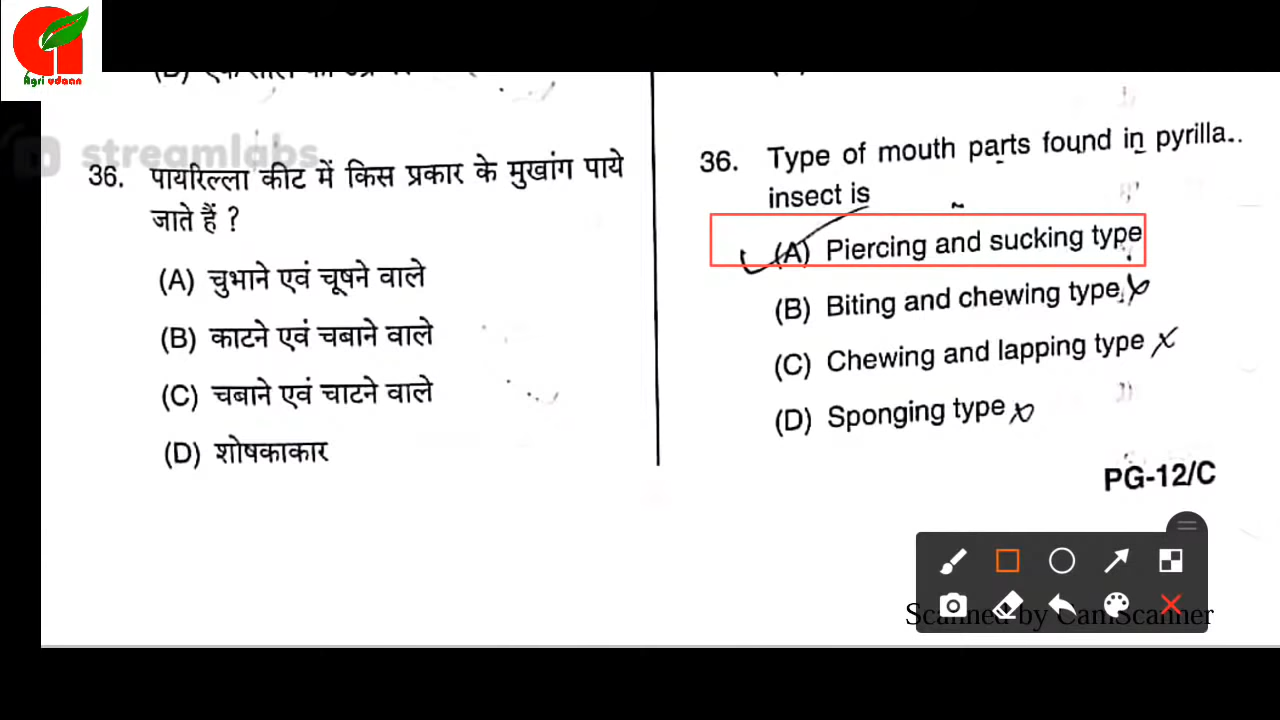 Agri udaan
streamlabs
36. पायरिल्ला कीट में किस प्रकार के मुखांग पाये
जाते हैं ?
(A) चुभाने एवं चूषने वाले
(B) काटने एवं चबाने वाले
(C) चबाने एवं चाटने वाले
(D) शोषकाकार
36. Type of mouth parts found in pyrilla..
insect is
(A) Piercing and sucking type
(B) Biting and chewing type
(C) Chewing and lapping type
(D) Sponging type
PG-12/C
Scanned by CamScanner